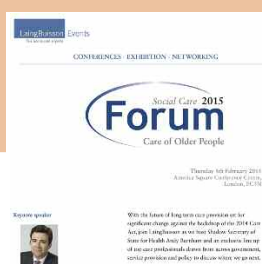 LaingBuisson Events
CONFERENCES · EXHIBITION · NETWORKING
Social Care 2015
Forum
Care of Older People
Thursday 5th February 2015
America Square Conference Centre,
London, EC3N
Keynote speaker
With the future of long term care provision set for
significant change against the backdrop of the 2014 Care
Act, join LaingBuisson as we host Shadow Secretary of
State for Health Andy Burnham and an exclusive line up
of our care professionals drawn from across government,
service provision and policy to discuss where we go next.